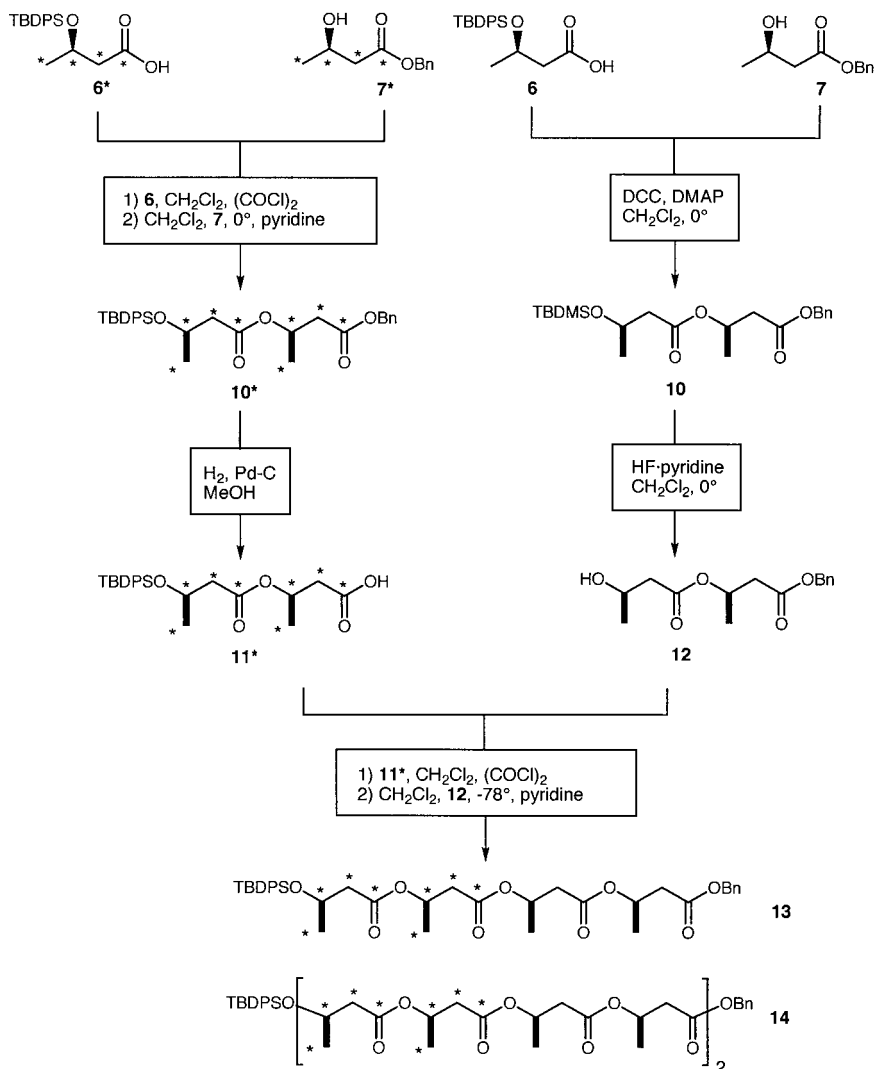 TBDPSO O OH O TBDPSO O OH O
* * * OH * * * OBn OH OBn
6* 7* 6 7
1) 6, CH2Cl2, (COCl)2
2) CH2Cl2, 7, 0°, pyridine
DCC, DMAP
CH2Cl2, 0°
TBDPSO * * * O * * * OBn
* O * O
10*
TBDMSO O OBn
O O
10
H2, Pd-C
MeOH
HF·pyridine
CH2Cl2, 0°
TBDPSO * * * O * * * OH
* O * O
11*
HO O OBn
O O
12
1) 11*, CH2Cl2, (COCl)2
2) CH2Cl2, 12, -78°, pyridine
TBDPSO * * * O * * * O O OBn
* O * O O O
13
TBDPSO * * * O * * * O O OBn
* O * O O O 2
14